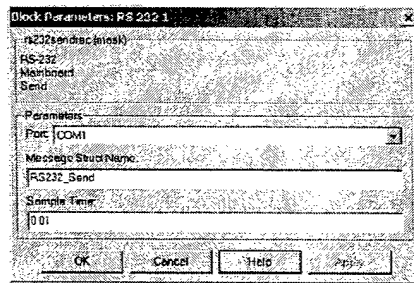 Block Parameters: RS-232 1
rs232sendrec (mask)
RS-232
Mainboard
Send
Parameters
Port: COM1
Message Struct Name:
RS232_Send
Sample Time:
0.01
OK Cancel Help Apply